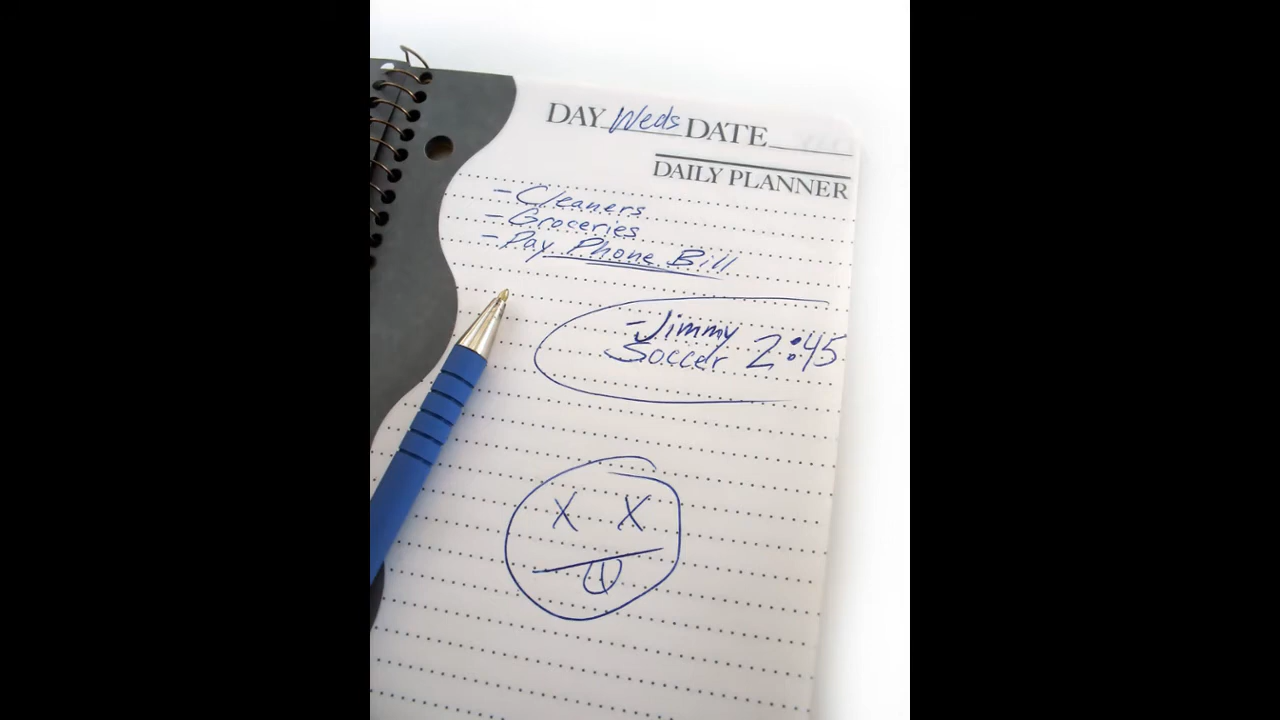 DAY Weds DATE
DAILY PLANNER
- Cleaners
- Groceries
- Pay Phone Bill
- Jimmy
Soccer 2:45